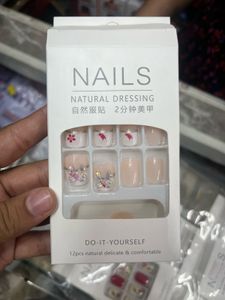 NAILS
NATURAL DRESSING
自然服贴 2分钟美甲
DO-IT-YOURSELF
12pcs natural delicate & comfortable